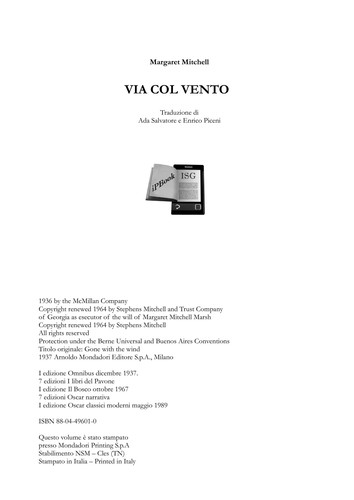 Margaret Mitchell
VIA COL VENTO
Traduzione di
Ada Salvatore e Enrico Piceni
iPBook
ISG
1936 by the McMillan Company
Copyright renewed 1964 by Stephens Mitchell and Trust Company
of Georgia as esecutor of the will of Margaret Mitchell Marsh
Copyright renewed 1964 by Stephens Mitchell
All rights reserved
Protection under the Berne Universal and Buenos Aires Conventions
Titolo originale: Gone with the wind
1937 Arnoldo Mondadori Editore S.p.A., Milano
I edizione Omnibus dicembre 1937.
7 edizioni I libri del Pavone
I edizione Il Bosco ottobre 1967
7 edizioni Oscar narrativa
I edizione Oscar classici moderni maggio 1989
ISBN 88-04-49601-0
Questo volume è stato stampato
presso Mondadori Printing S.p.A
Stabilimento NSM – Cles (TN)
Stampato in Italia – Printed in Italy